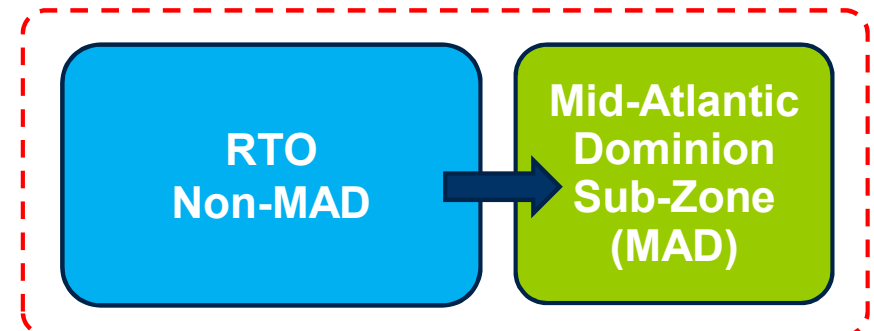 RTO
Non-MAD
Mid-Atlantic
Dominion
Sub-Zone
(MAD)